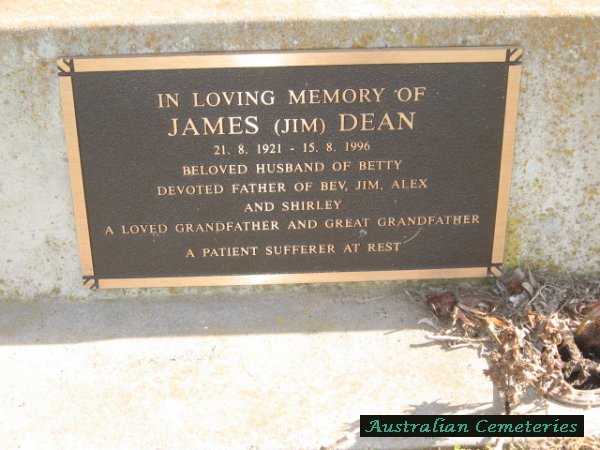 IN LOVING MEMORY OF
JAMES (JIM) DEAN
21. 8. 1921 - 15. 8. 1996
BELOVED HUSBAND OF BETTY
DEVOTED FATHER OF BEV, JIM, ALEX
AND SHIRLEY
A LOVED GRANDFATHER AND GREAT GRANDFATHER
A PATIENT SUFFERER AT REST
Australian Cemeteries